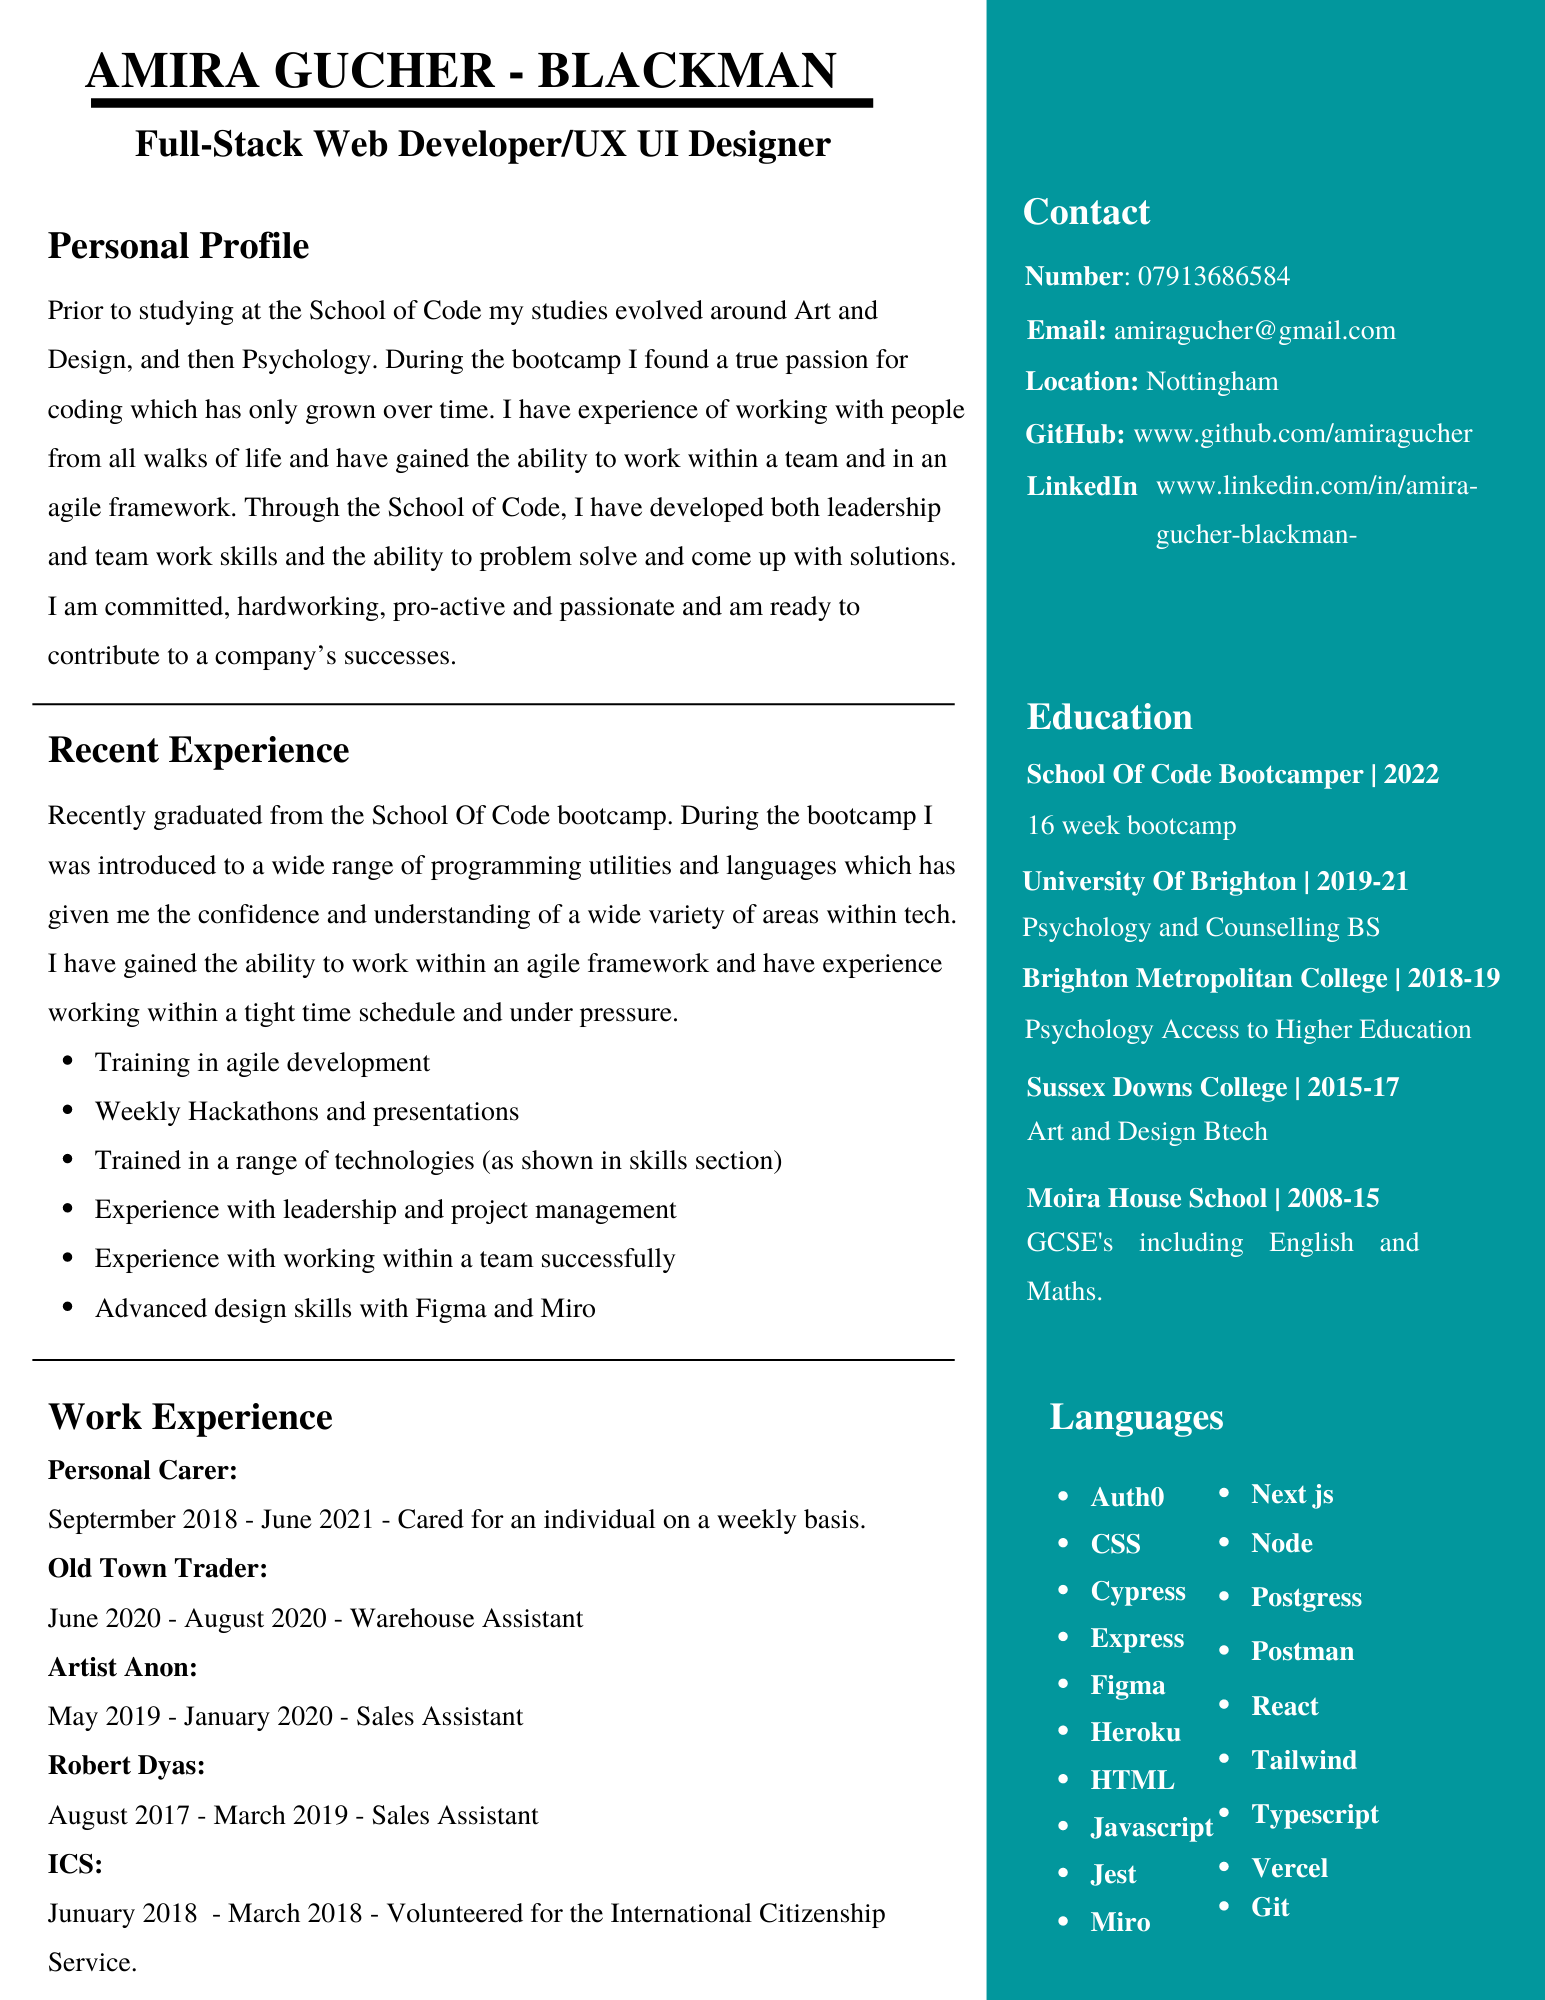 AMIRA GUCHER - BLACKMAN
Full-Stack Web Developer/UX UI Designer
Personal Profile
Prior to studying at the School of Code my studies evolved around Art and
Design, and then Psychology. During the bootcamp I found a true passion for
coding which has only grown over time. I have experience of working with people
from all walks of life and have gained the ability to work within a team and in an
agile framework. Through the School of Code, I have developed both leadership
and team work skills and the ability to problem solve and come up with solutions.
I am committed, hardworking, pro-active and passionate and am ready to
contribute to a company’s successes.
Recent Experience
Recently graduated from the School Of Code bootcamp. During the bootcamp I
was introduced to a wide range of programming utilities and languages which has
given me the confidence and understanding of a wide variety of areas within tech.
I have gained the ability to work within an agile framework and have experience
working within a tight time schedule and under pressure.
• Training in agile development
• Weekly Hackathons and presentations
• Trained in a range of technologies (as shown in skills section)
• Experience with leadership and project management
• Experience with working within a team successfully
• Advanced design skills with Figma and Miro
Work Experience
Personal Carer:
Septermber 2018 - June 2021 - Cared for an individual on a weekly basis.
Old Town Trader:
June 2020 - August 2020 - Warehouse Assistant
Artist Anon:
May 2019 - January 2020 - Sales Assistant
Robert Dyas:
August 2017 - March 2019 - Sales Assistant
ICS:
Junuary 2018  - March 2018 - Volunteered for the International Citizenship
Service.
Contact
Number: 07913686584
Email: amiragucher@gmail.com
Location: Nottingham
GitHub: www.github.com/amiragucher
LinkedIn www.linkedin.com/in/amira-
gucher-blackman-
Education
School Of Code Bootcamper | 2022
16 week bootcamp
University Of Brighton | 2019-21
Psychology and Counselling BS
Brighton Metropolitan College | 2018-19
Psychology Access to Higher Education
Sussex Downs College | 2015-17
Art and Design Btech
Moira House School | 2008-15
GCSE's including English and
Maths.
Languages
• Auth0
• CSS
• Cypress
• Express
• Figma
• Heroku
• HTML
• Javascript
• Jest
• Miro
• Next js
• Node
• Postgress
• Postman
• React
• Tailwind
• Typescript
• Vercel
• Git